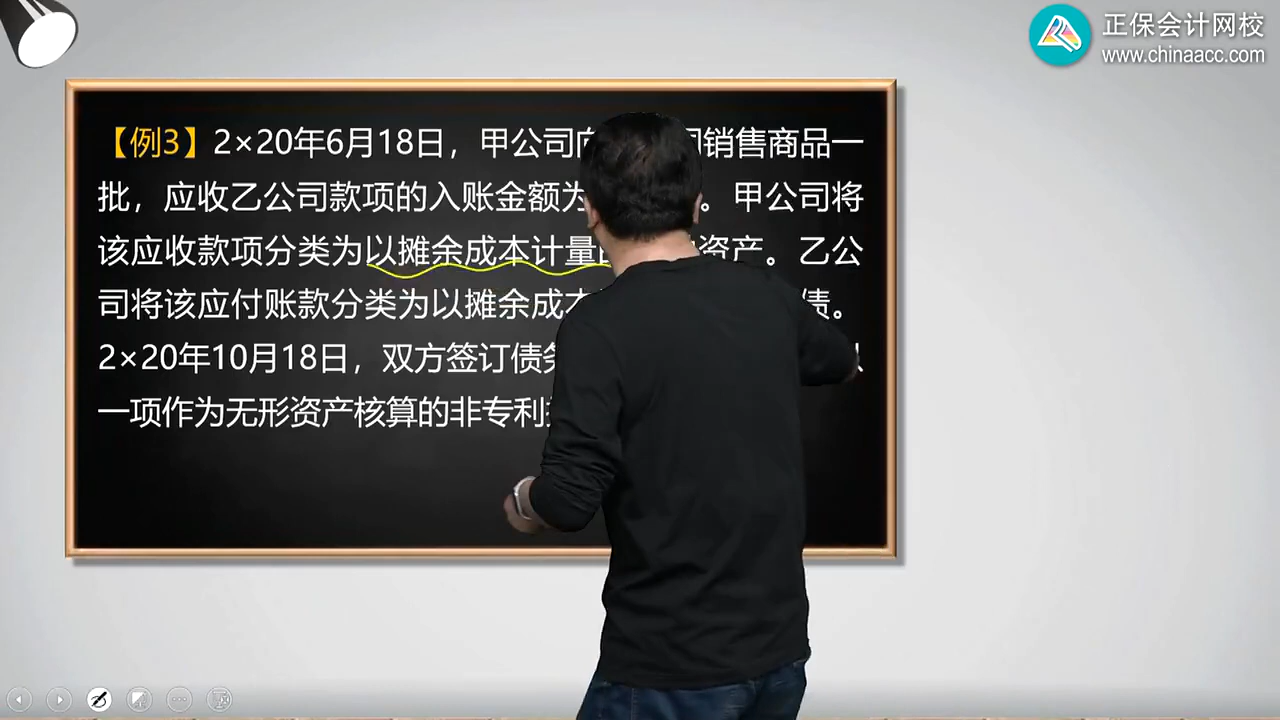 正保会计网校
www.chinaacc.com
【例3】2×20年6月18日，甲公司向 销售商品一
批，应收乙公司款项的入账金额为 。甲公司将
该应收款项分类为以摊余成本计量 资产。乙公
司将该应付账款分类为以摊余成 债。
2×20年10月18日，双方签订债
一项作为无形资产核算的非专利